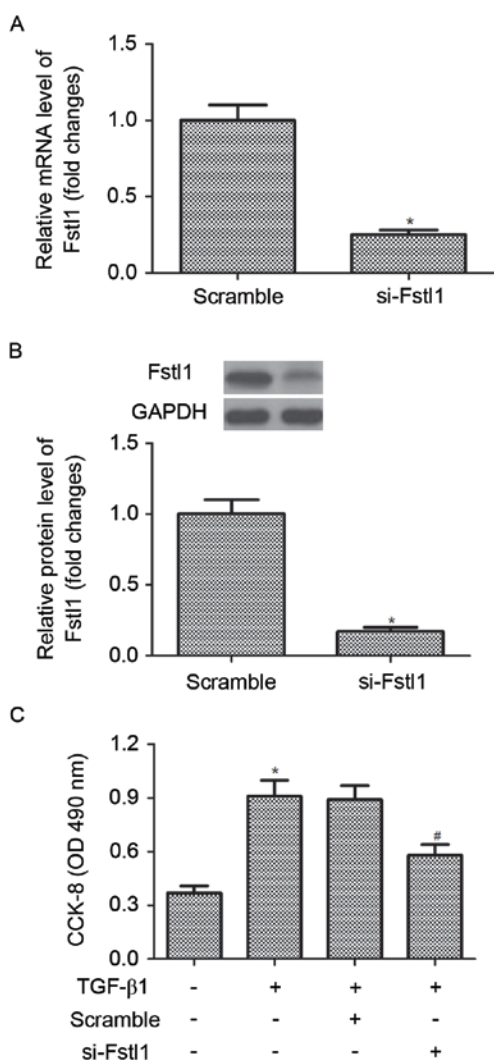 A
Relative mRNA level of
Fstl1 (fold changes)
1.5
1.0
0.5
0.0
*
Scramble si-Fstl1
B
Fstl1
GAPDH
Relative protein level of
Fstl1 (fold changes)
1.5
1.0
0.5
0.0
*
Scramble si-Fstl1
C
CCK-8 (OD 490 nm)
1.2
0.9
0.6
0.3
0.0
*
#
TGF-β1 - + + +
Scramble - - + -
si-Fstl1 - - - +